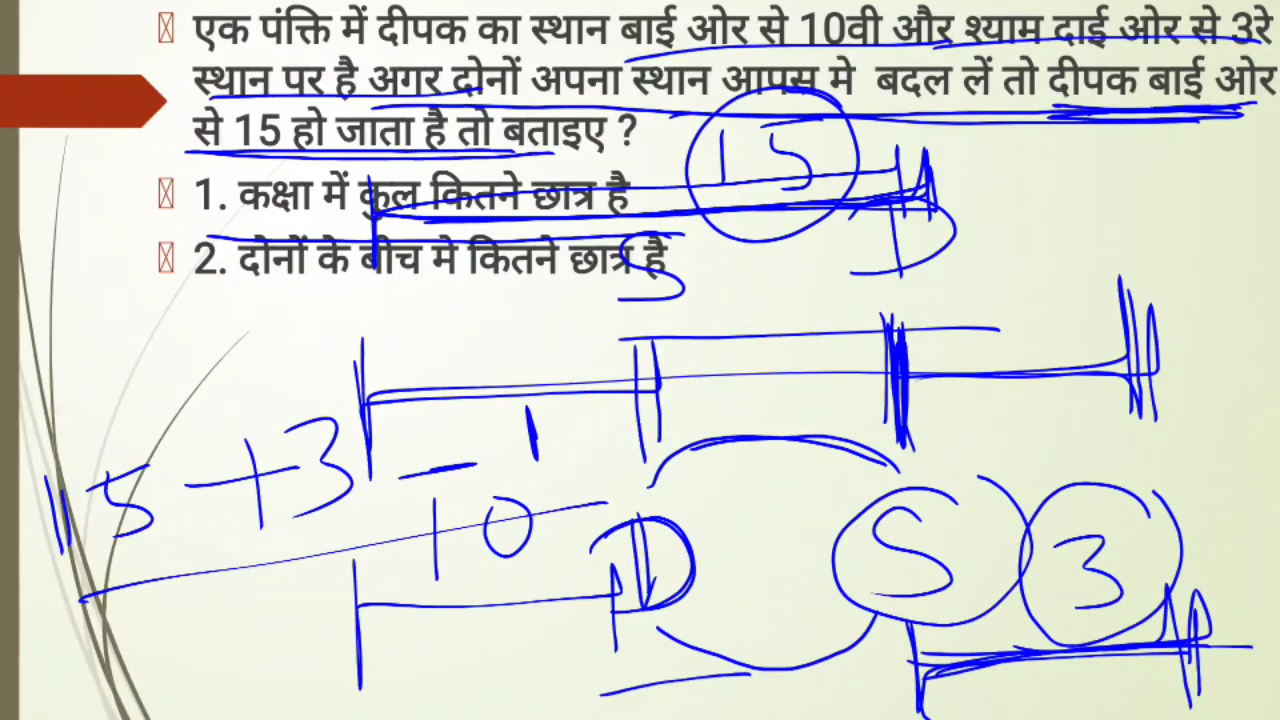 एक पंक्ति में दीपक का स्थान बाई ओर से 10वी और श्याम दाई ओर से 3रे
स्थान पर है अगर दोनों अपना स्थान आपस मे बदल लें तो दीपक बाई ओर
से 15 हो जाता है तो बताइए ?
15
1. कक्षा में कुल कितने छात्र है
D
2. दोनों के बीच मे कितने छात्र है
S
15 + 3 - 1
10 D S 3